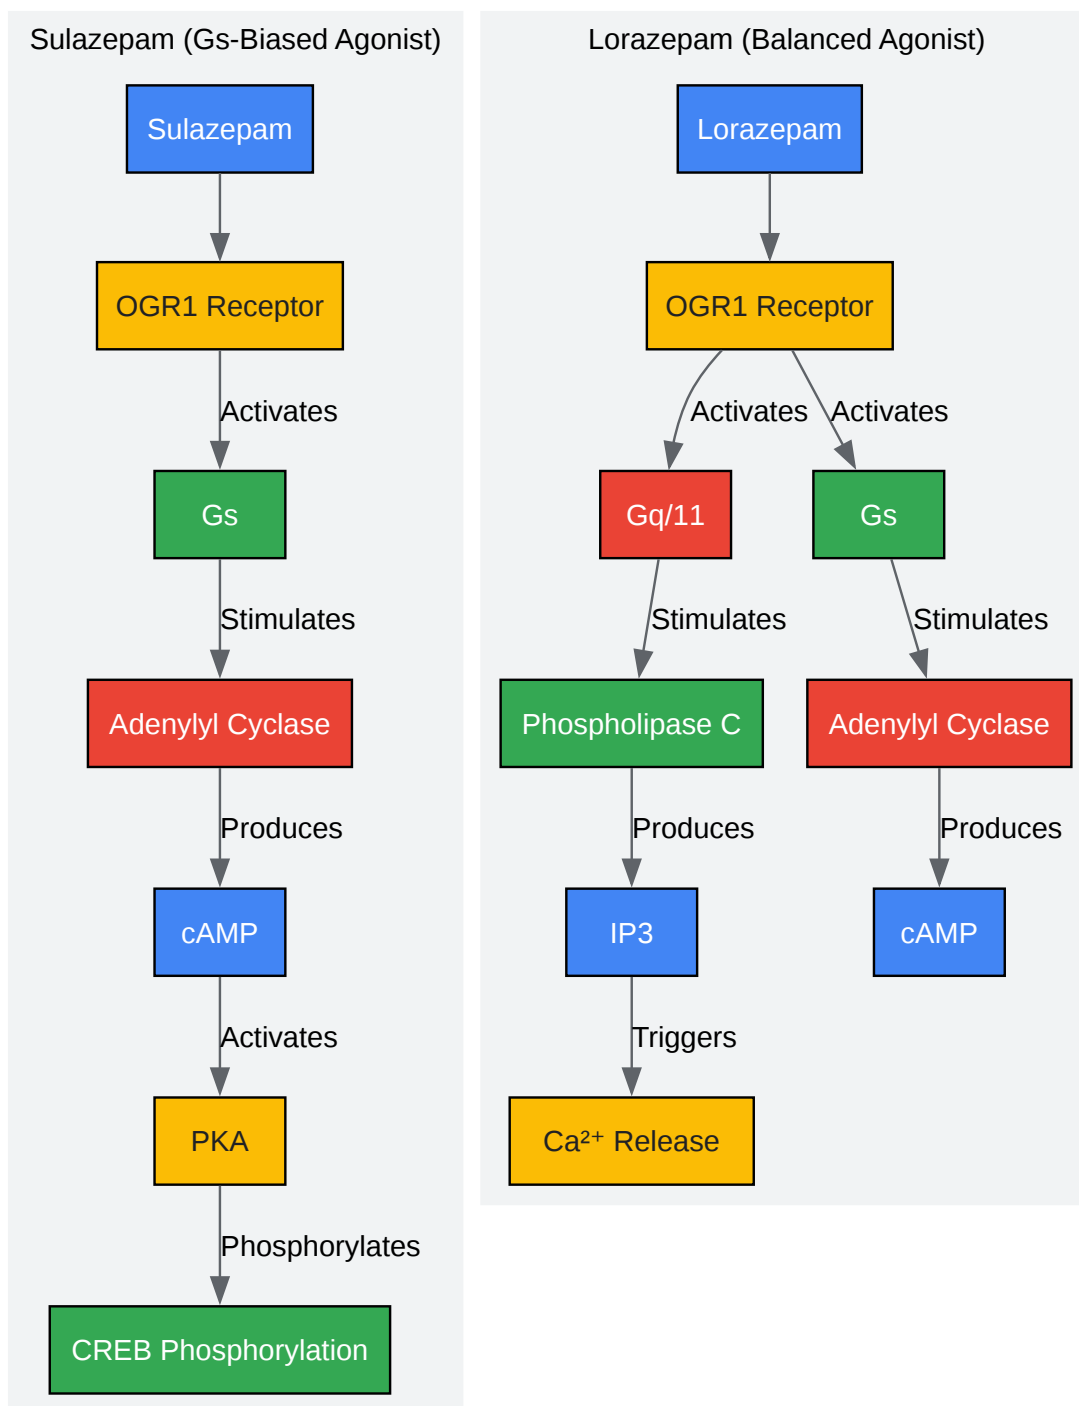 Sulazepam (Gs-Biased Agonist)
Sulazepam
OGR1 Receptor
Activates
Gs
Stimulates
Adenylyl Cyclase
Produces
cAMP
Activates
PKA
Phosphorylates
CREB Phosphorylation
Lorazepam (Balanced Agonist)
Lorazepam
OGR1 Receptor
Activates
Activates
Gq/11
Gs
Stimulates
Stimulates
Phospholipase C
Adenylyl Cyclase
Produces
Produces
IP3
cAMP
Triggers
Ca²⁺ Release